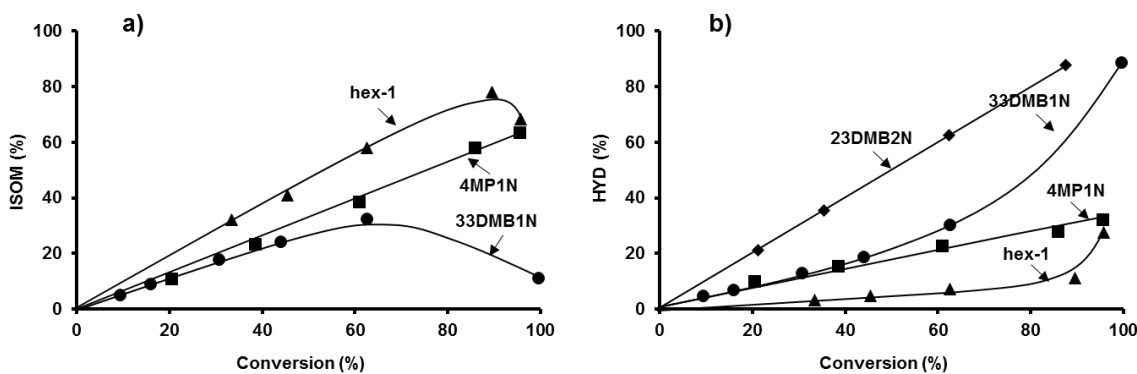 a)
100
80
60
40
20
0
ISOM (%)
hex-1
4MP1N
33DMB1N
0 20 40 60 80 100
Conversion (%)
b)
100
80
60
40
20
0
HYD (%)
33DMB1N
23DMB2N
4MP1N
hex-1
0 20 40 60 80 100
Conversion (%)